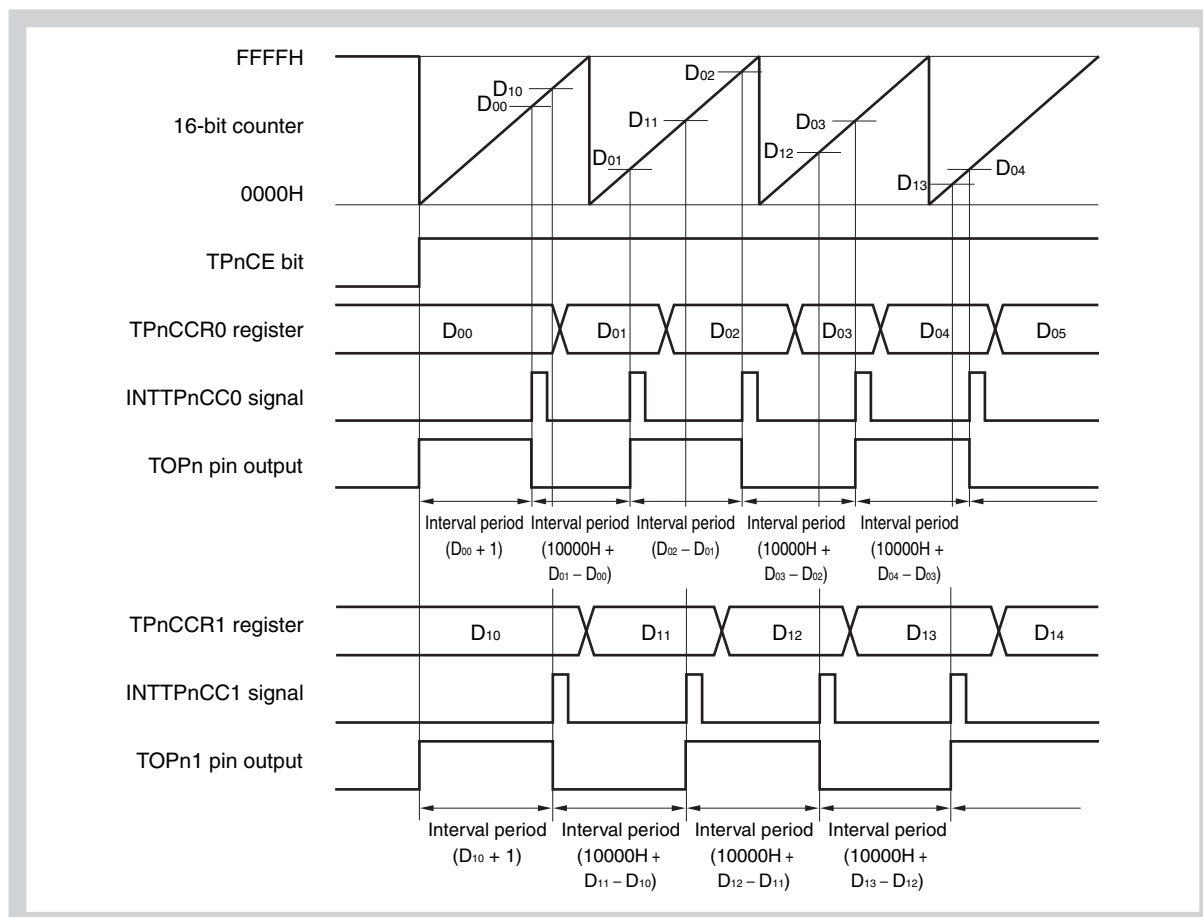 FFFFH
16-bit counter
0000H
D10
D00
D01
D11
D02
D12
D03
D13
D04
TPnCE bit
TPnCCR0 register
D00 D01 D02 D03 D04 D05
INTTPnCC0 signal
TOPn pin output
Interval period
(D00 + 1)
Interval period
(10000H +
D01 – D00)
Interval period
(D02 – D01)
Interval period
(10000H +
D03 – D02)
Interval period
(10000H +
D04 – D03)
TPnCCR1 register
D10 D11 D12 D13 D14
INTTPnCC1 signal
TOPn1 pin output
Interval period
(D10 + 1)
Interval period
(10000H +
D11 – D10)
Interval period
(10000H +
D12 – D11)
Interval period
(10000H +
D13 – D12)